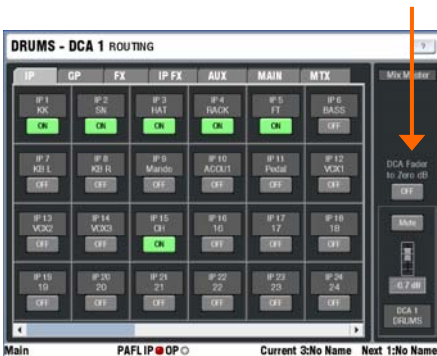 DRUMS - DCA 1 ROUTING ?
IP GP FX IP FX AUX MAIN MTX
Mix Master
IP 1 IP 2 IP 3 IP 4 IP 5 IP 6
KK SN HAT RACK FT BASS
ON ON ON ON ON OFF
IP 7 IP 8 IP 9 IP 10 IP 11 IP 12
KB L KB R Mando ACOU1 Pedal VOX1
OFF OFF OFF OFF OFF OFF
DCA Fader
to Zero dB
OFF
IP 13 IP 14 IP 15 IP 16 IP 17 IP 18
VOX2 VOX3 OH 16 17 18
OFF OFF ON OFF OFF OFF
Mute
IP 19 IP 20 IP 21 IP 22 IP 23 IP 24
19 20 21 22 23 24
OFF OFF OFF OFF OFF OFF
-0.7 dB
DCA 1
DRUMS
Main PAFL IP OP Current 3:No Name Next 1:No Name